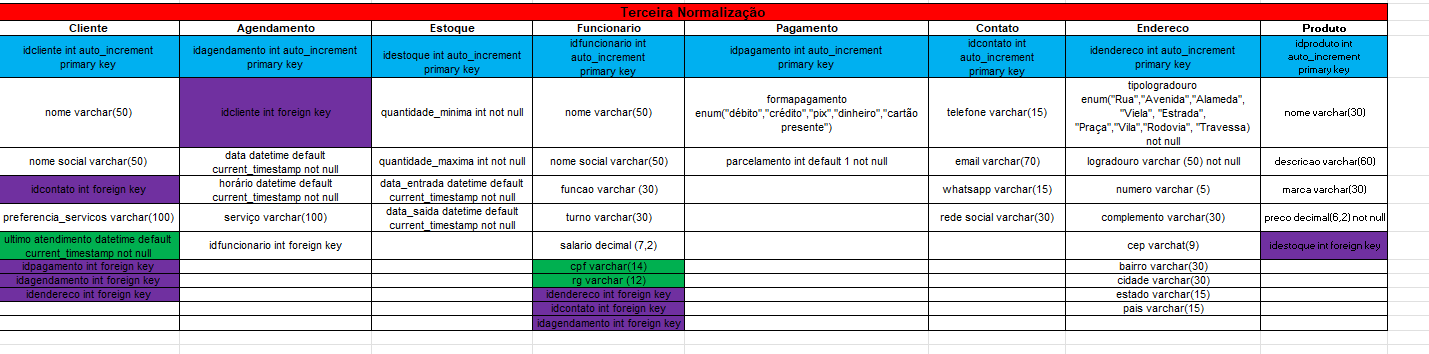 Terceira Normalização
Cliente
Agendamento
Estoque
Funcionario
Pagamento
Contato
Endereco
Produto
idcliente int auto_increment
primary key
idagendamento int auto_increment
primary key
idestoque int auto_increment
primary key
idfuncionario int
auto_increment
primary key
idpagamento int auto_increment
primary key
idcontato int
auto_increment
primary key
idendereco int auto_increment
primary key
idproduto int
auto_increment
primary key
nome varchar(50)
idcliente int foreign key
quantidade_minima int not null
nome varchar(50)
formapagamento
enum("débito","crédito","pix","dinheiro","cartão
presente")
telefone varchar(15)
tipologradouro
enum("Rua","Avenida","Alameda",
"Viela", "Estrada",
"Praça","Vila","Rodovia", "Travessa)
not null
nome varchar(30)
nome social varchar(50)
data datetime default
current_timestamp not null
quantidade_maxima int not null
nome social varchar(50)
parcelamento int default 1 not null
email varchar(70)
logradouro varchar (50) not null
descricao varchar(60)
idcontato int foreign key
horário datetime default
current_timestamp not null
data_entrada datetime default
current_timestamp not null
funcao varchar (30)
whatsapp varchar(15)
numero varchar (5)
marca varchar(30)
preferencia_servicos varchar(100)
serviço varchar(100)
data_saida datetime default
current_timestamp not null
turno varchar(30)
rede social varchar(30)
complemento varchar(30)
preco decimal(6,2) not null
ultimo atendimento datetime default
current_timestamp not null
idfuncionario int foreign key
salario decimal (7,2)
cep varchat(9)
idestoque int foreign key
idpagamento int foreign key
cpf varchar(14)
bairro varchar(30)
idagendamento int foreign key
rg varchar (12)
cidade varchar(30)
idendereco int foreign key
idendereco int foreign key
estado varchar(15)
idcontato int foreign key
pais varchar(15)
idagendamento int foreign key